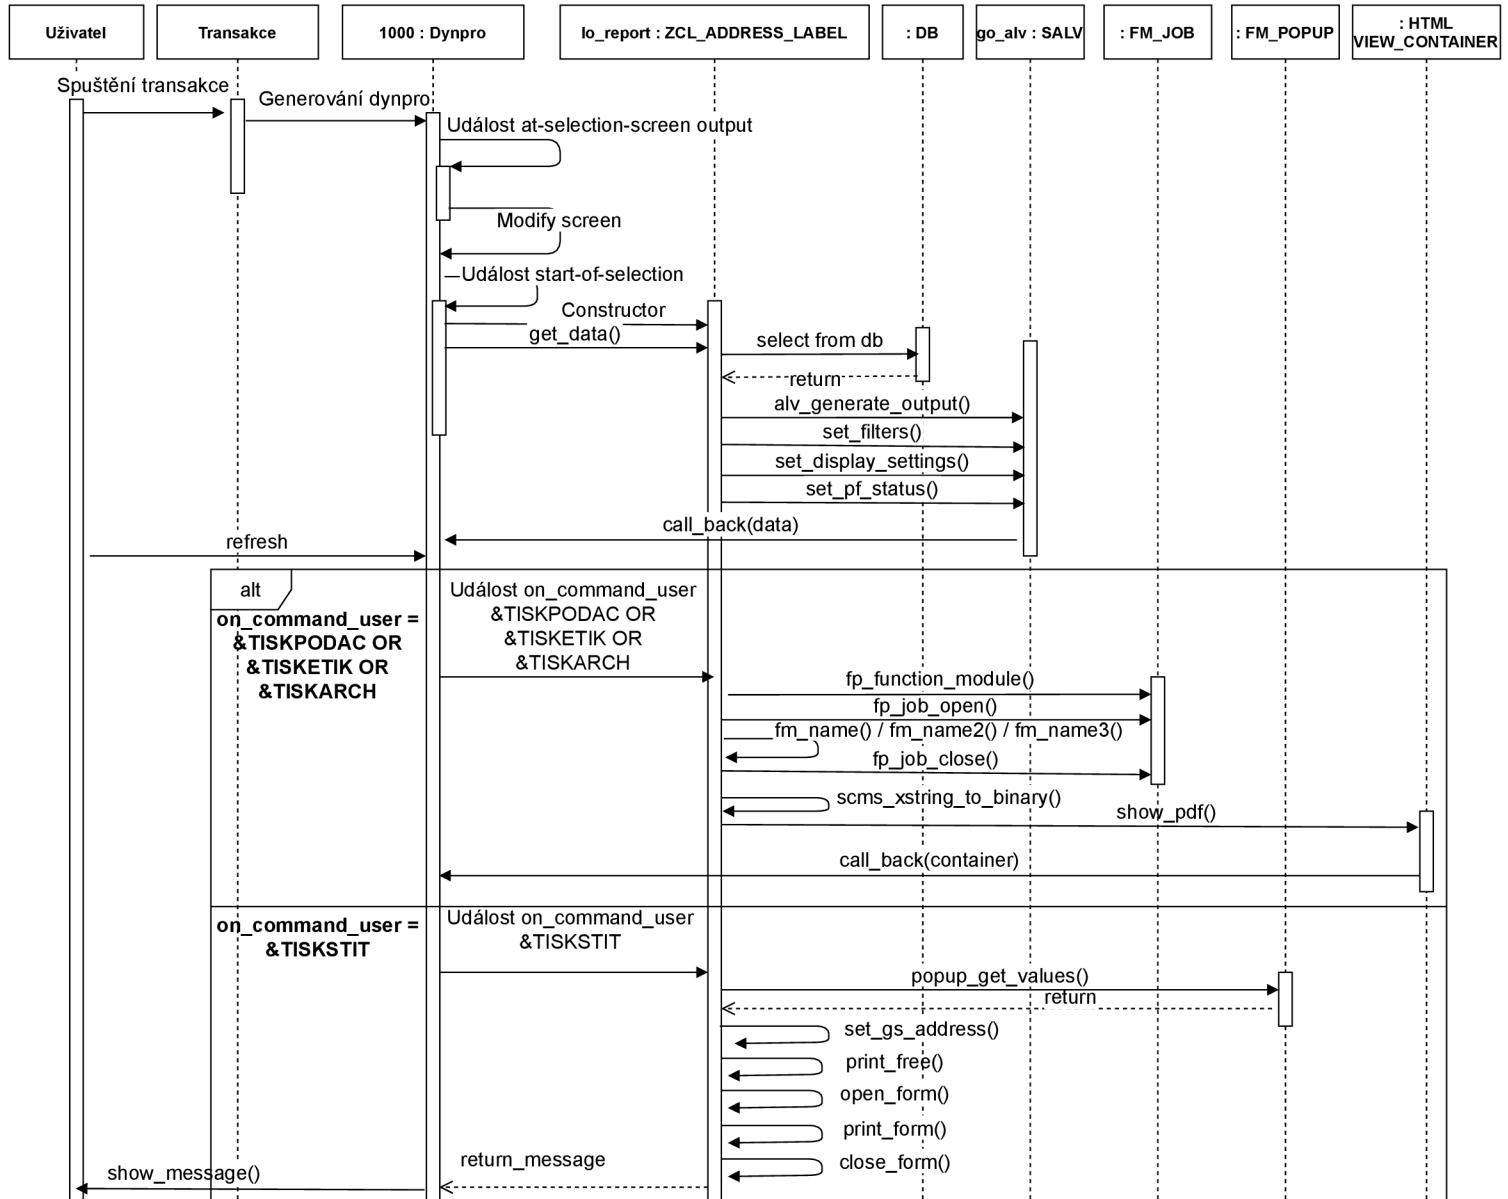 Uživatel
Transakce
1000 : Dynpro
lo_report : ZCL_ADDRESS_LABEL
: DB
go_alv : SALV
: FM_JOB
: FM_POPUP
: HTML
VIEW_CONTAINER
Spuštění transakce
Generování dynpro
Událost at-selection-screen output
Modify screen
Událost start-of-selection
Constructor
get_data()
select from db
return
alv_generate_output()
set_filters()
set_display_settings()
set_pf_status()
call_back(data)
refresh
alt
on_command_user =
&TISKPODAC OR
&TISKETIK OR
&TISKARCH
Událost on_command_user
&TISKPODAC OR
&TISKETIK OR
&TISKARCH
fp_function_module()
fp_job_open()
fm_name() / fm_name2() / fm_name3()
fp_job_close()
scms_xstring_to_binary()
show_pdf()
call_back(container)
on_command_user =
&TISKSTIT
Událost on_command_user
&TISKSTIT
popup_get_values()
return
set_gs_address()
print_free()
open_form()
print_form()
close_form()
return_message
show_message()